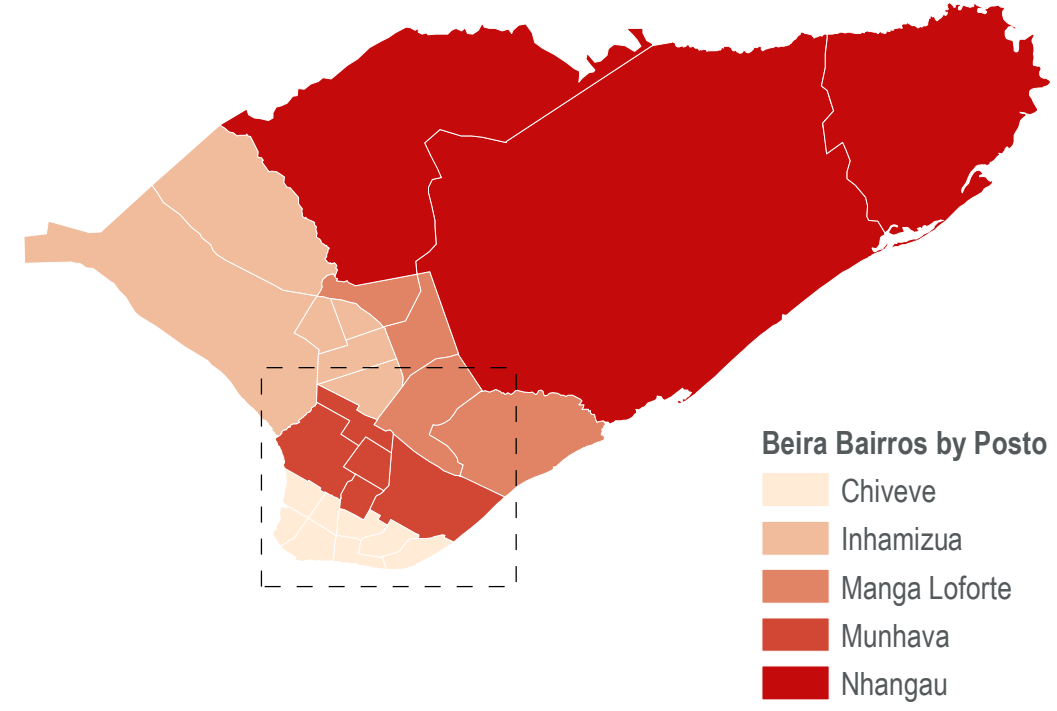 Beira Bairros by Posto
Chiveve
Inhamizua
Manga Loforte
Munhava
Nhangau